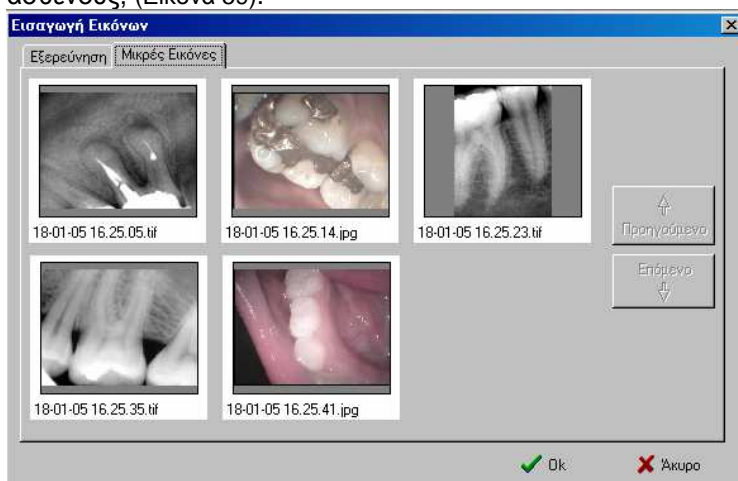 (Εικόνα 89).
Εισαγωγή Εικόνων
Εξερεύνηση Μικρές Εικόνες
18-01-05 16.25.05.tif 18-01-05 16.25.14.jpg 18-01-05 16.25.23.tif
Προηγούμενο
Επόμενο
18-01-05 16.25.35.tif 18-01-05 16.25.41.jpg
Ok Άκυρο